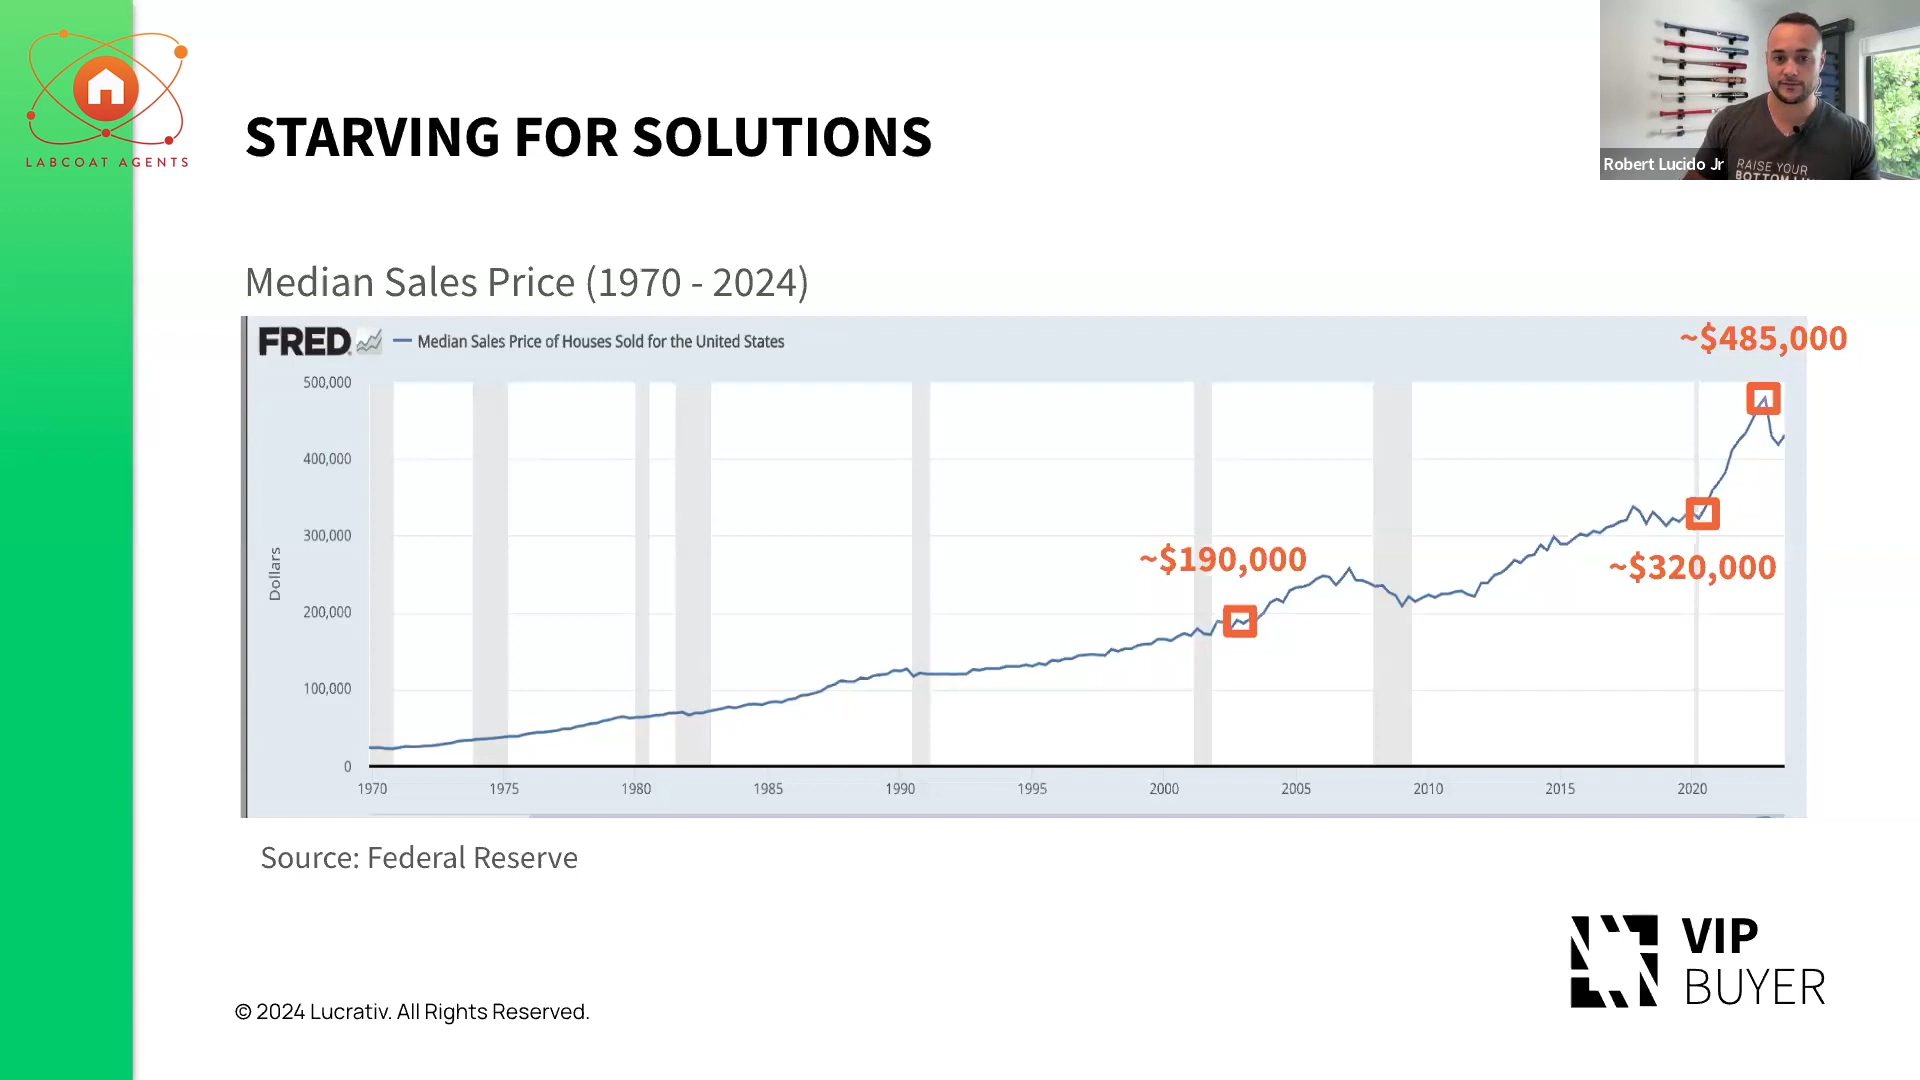 LABCOAT AGENTS
STARVING FOR SOLUTIONS
Robert Lucido Jr
RAISE YOUR
Median Sales Price (1970 - 2024)
FRED
Median Sales Price of Houses Sold for the United States
~$485,000
500,000
400,000
300,000
200,000
100,000
0
Dollars
~$190,000
~$320,000
1970 1975 1980 1985 1990 1995 2000 2005 2010 2015 2020
Source: Federal Reserve
VIP
BUYER
© 2024 Lucrativ. All Rights Reserved.